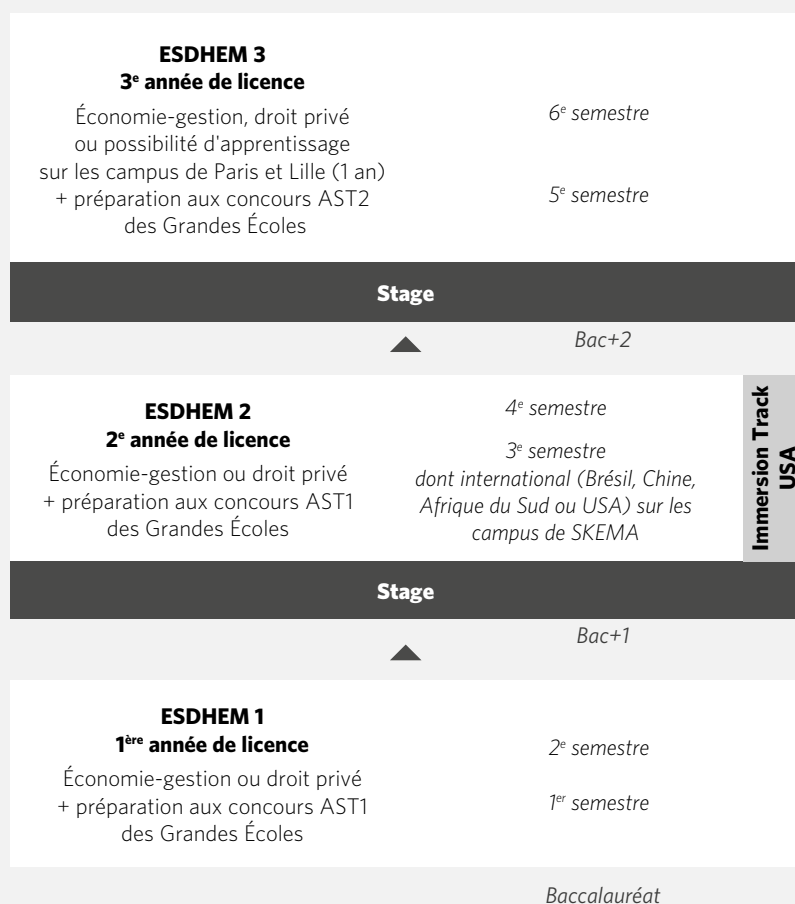 ESDHEM 3
3e année de licence
Économie-gestion, droit privé
ou possibilité d'apprentissage
sur les campus de Paris et Lille (1 an)
+ préparation aux concours AST2
des Grandes Écoles
6e semestre
5e semestre
Stage
Bac+2
ESDHEM 2
2e année de licence
Économie-gestion ou droit privé
+ préparation aux concours AST1
des Grandes Écoles
4e semestre
3e semestre
dont international (Brésil, Chine,
Afrique du Sud ou USA) sur les
campus de SKEMA
Immersion Track
USA
Stage
Bac+1
ESDHEM 1
1ère année de licence
Économie-gestion ou droit privé
+ préparation aux concours AST1
des Grandes Écoles
2e semestre
1er semestre
Baccalauréat